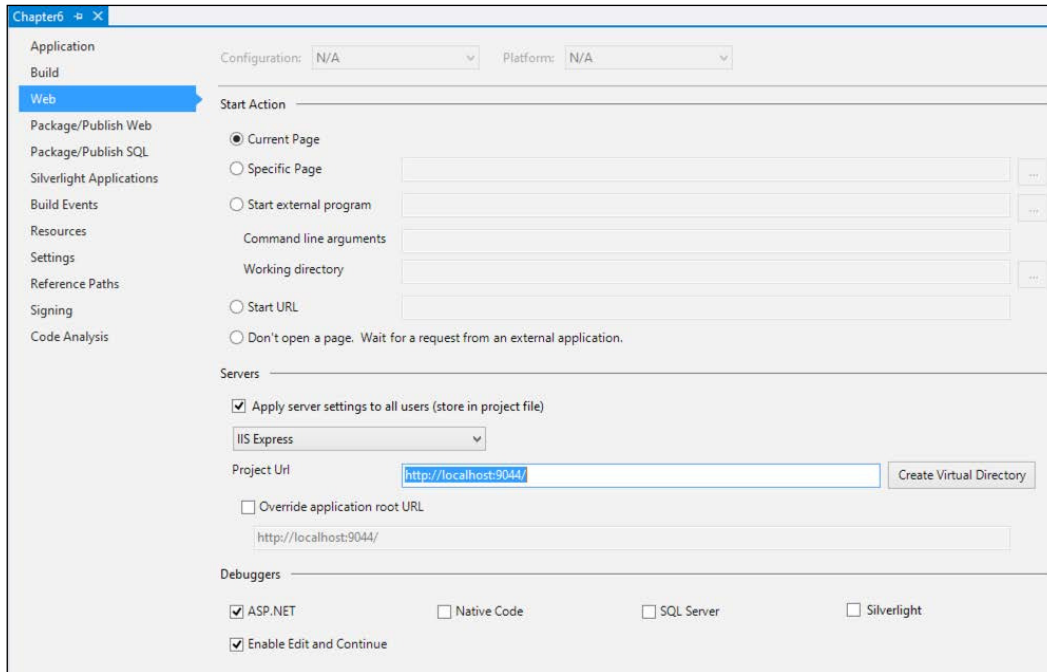 Chapter6
Application
Build
Web
Package/Publish Web
Package/Publish SQL
Silverlight Applications
Build Events
Resources
Settings
Reference Paths
Signing
Code Analysis
Configuration: N/A Platform: N/A
Start Action
Current Page
Specific Page ...
Start external program ...
Command line arguments
Working directory ...
Start URL
Don't open a page. Wait for a request from an external application.
Servers
Apply server settings to all users (store in project file)
IIS Express
Project Url http://localhost:9044/ Create Virtual Directory
Override application root URL
http://localhost:9044/
Debuggers
ASP.NET Native Code SQL Server Silverlight
Enable Edit and Continue